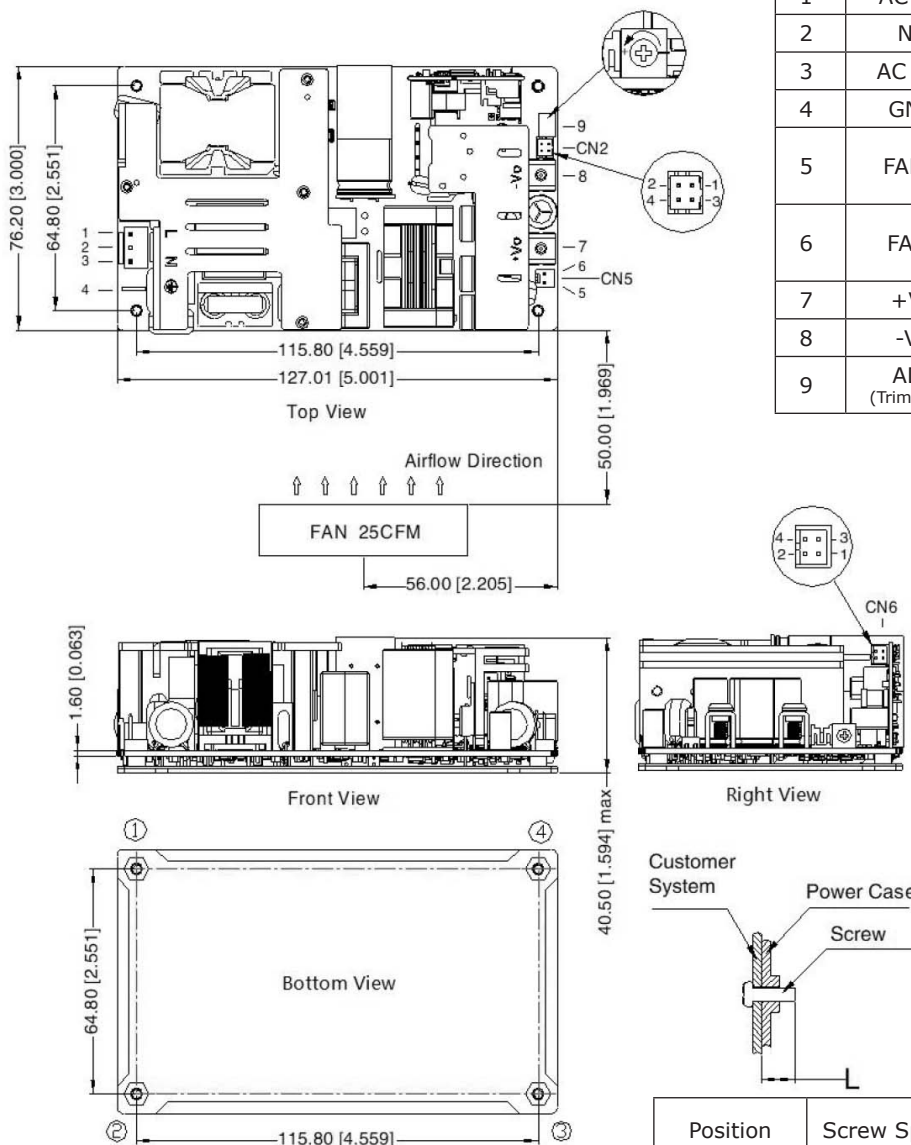 1 AC
2 N
3 AC
4 GN
5 FA
6 FA
7 +V
8 -V
9 A
(Trim
76.20 [3.000]
64.80 [2.551]
1
2
3
4
L
N
-Vo
+Vo
9
CN2
8
7
6
CN5
5
2 1
4 3
115.80 [4.559]
127.01 [5.001]
Top View
50.00 [1.969]
Airflow Direction
FAN 25CFM
56.00 [2.205]
4 3
2 1
CN6
1.60 [0.063]
Front View
40.50 [1.594] max
Right View
① ④
64.80 [2.551]
Bottom View
② ③
115.80 [4.559]
Customer
System
Power Case
Screw
L
Position Screw S